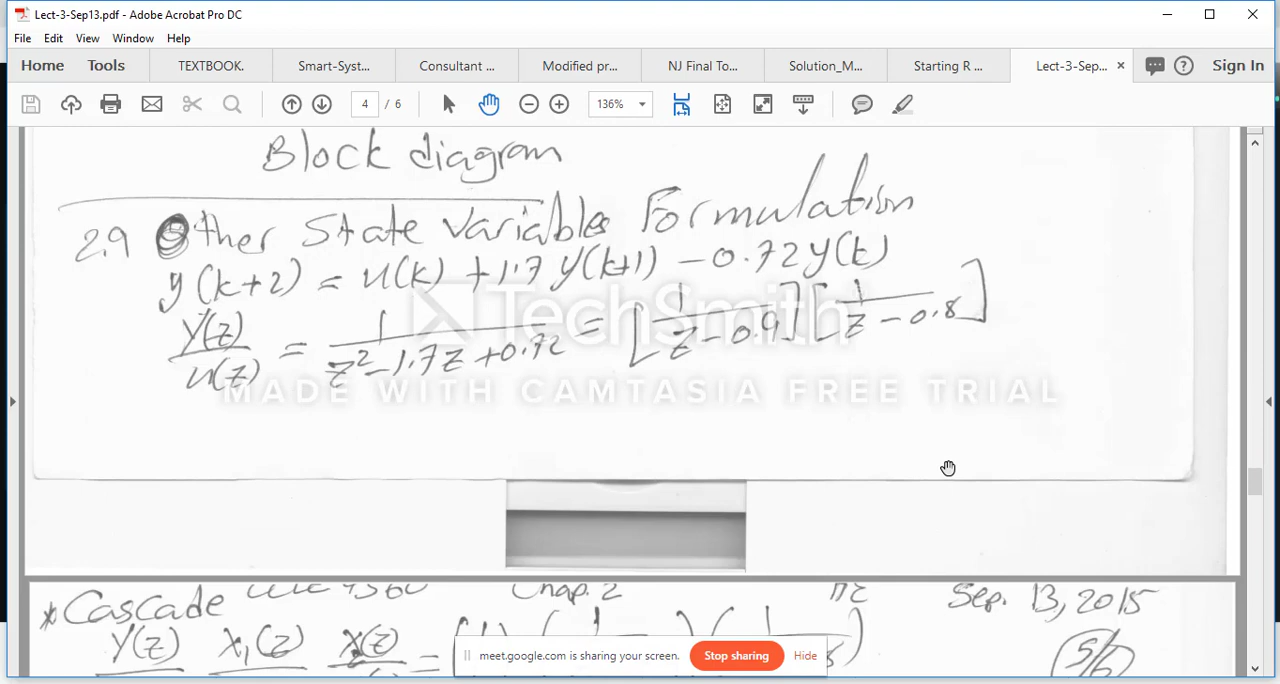 Lect-3-Sep13.pdf - Adobe Acrobat Pro DC
File Edit View Window Help
Home Tools TEXTBOOK. Smart-Syst... Consultant ... Modified pr... NJ Final To... Solution_M... Starting R ... Lect-3-Sep... × Sign In
4 / 6 136%
Block diagram
2.9 Other State Variables Formulation
y(k+2) = u(k) + 1.7 y(k+1) - 0.72 y(k)
Y(z)/u(z) = 1/(z² - 1.7z + 0.72) = [1/(z - 0.9)] [1/(z - 0.8)]
TechSmith
MADE WITH CAMTASIA FREE TRIAL
Chap. 2 Sep. 13, 2015
* Cascade
Y(z) X₁(z) 5/6
meet.google.com is sharing your screen. Stop sharing Hide